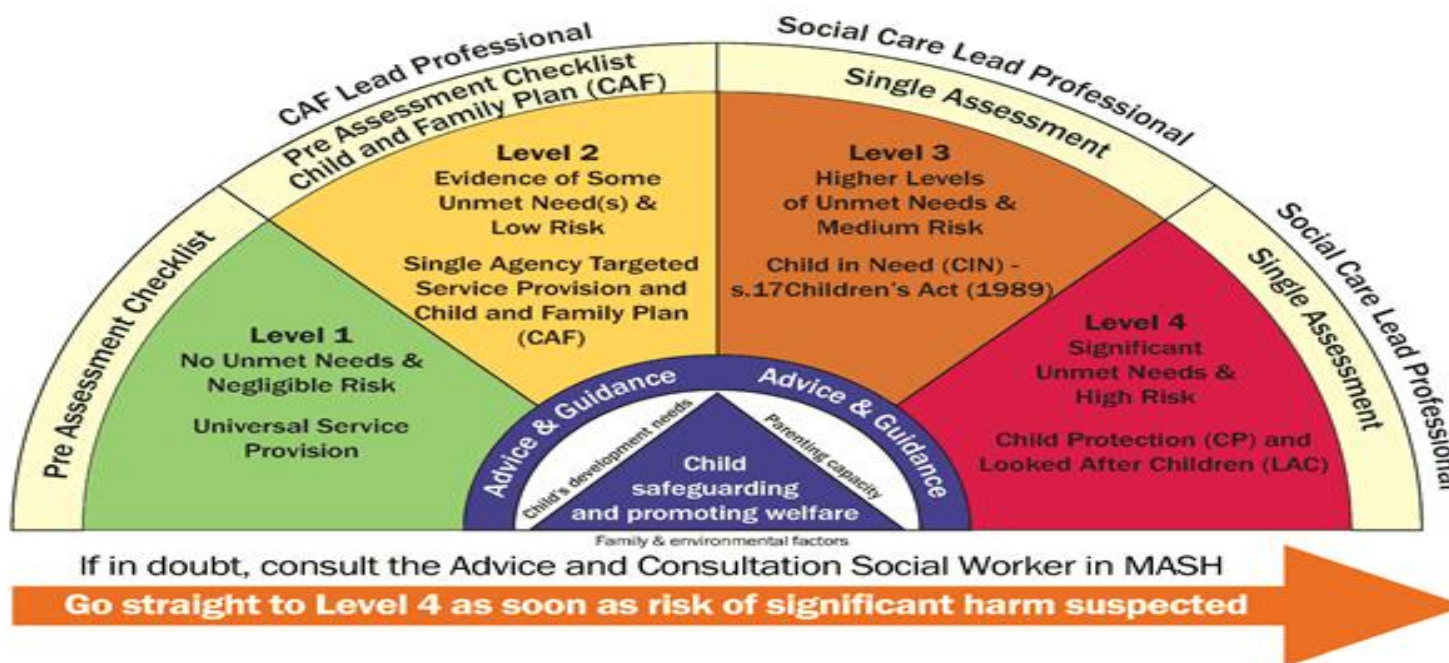 CAF Lead Professional
Social Care Lead Professional
Social Care Lead Professional
Pre Assessment Checklist
Pre Assessment Checklist
Child and Family Plan (CAF)
Single Assessment
Single Assessment
Level 1
No Unmet Needs &
Negligible Risk
Universal Service
Provision
Level 2
Evidence of Some
Unmet Need(s) &
Low Risk
Single Agency Targeted
Service Provision and
Child and Family Plan
(CAF)
Level 3
Higher Levels
of Unmet Needs &
Medium Risk
Child in Need (CIN) -
s.17Children's Act (1989)
Level 4
Significant
Unmet Needs &
High Risk
Child Protection (CP) and
Looked After Children (LAC)
Advice & Guidance
Advice & Guidance
Child's development needs
Parenting capacity
Child
safeguarding
and promoting welfare
Family & environmental factors
If in doubt, consult the Advice and Consultation Social Worker in MASH
Go straight to Level 4 as soon as risk of significant harm suspected